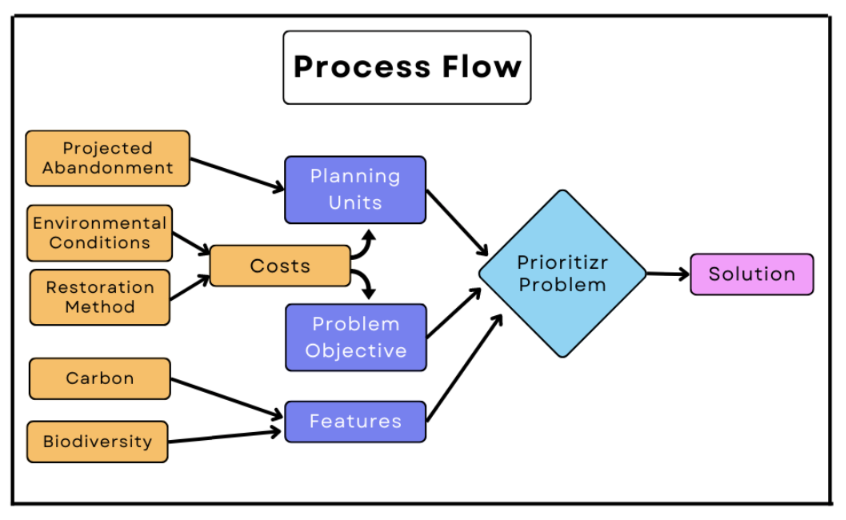 Process Flow
Projected
Abandonment
Planning
Units
Environmental
Conditions
Costs
Restoration
Method
Problem
Objective
Carbon
Biodiversity
Features
Prioritizr
Problem
Solution